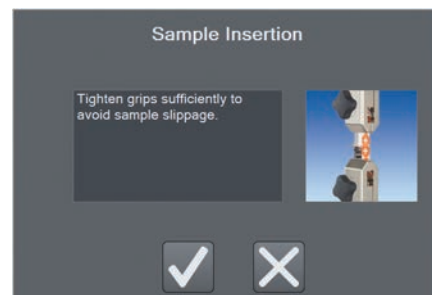 Sample Insertion
Tighten grips sufficiently to
avoid sample slippage.